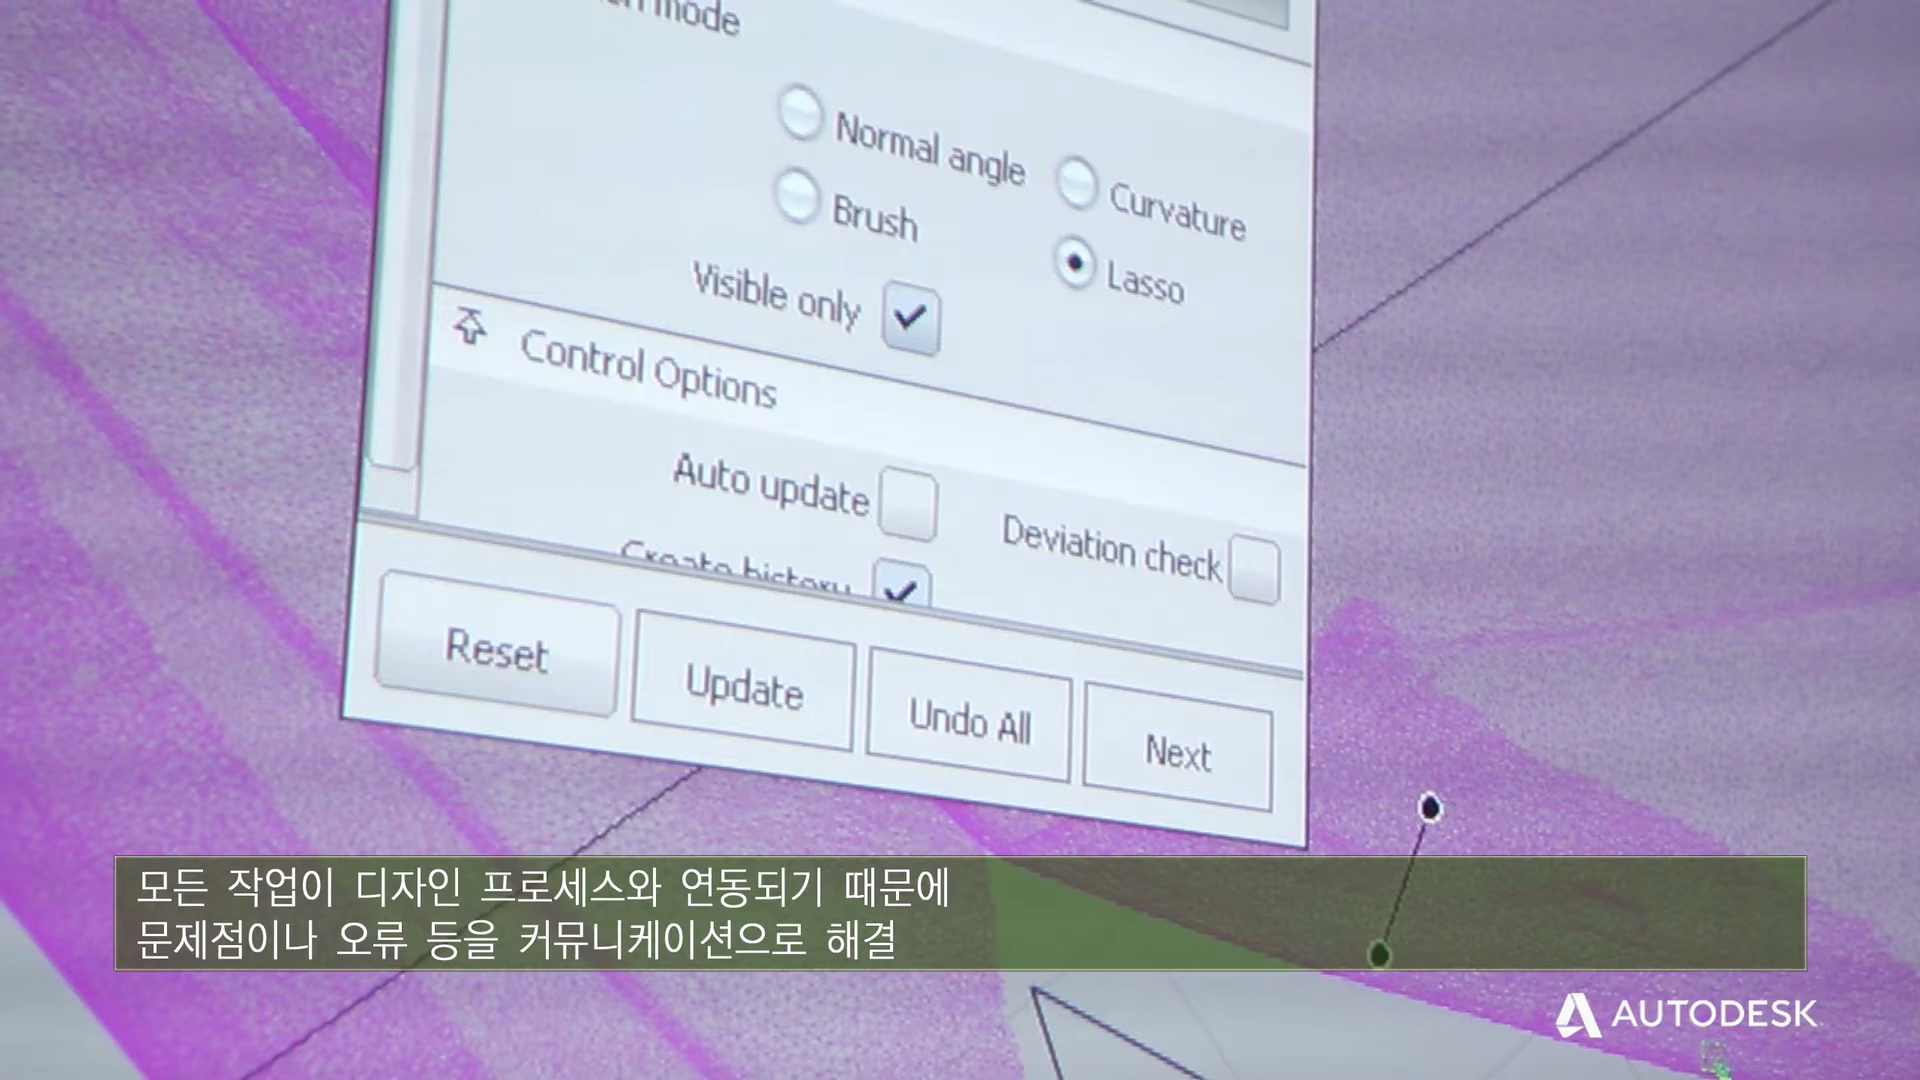 mode
Normal angle
Curvature
Brush
Lasso
Visible only
Control Options
Auto update
Deviation check
Create history
Reset
Update
Undo All
Next
모든 작업이 디자인 프로세스와 연동되기 때문에
문제점이나 오류 등을 커뮤니케이션으로 해결
AUTODESK